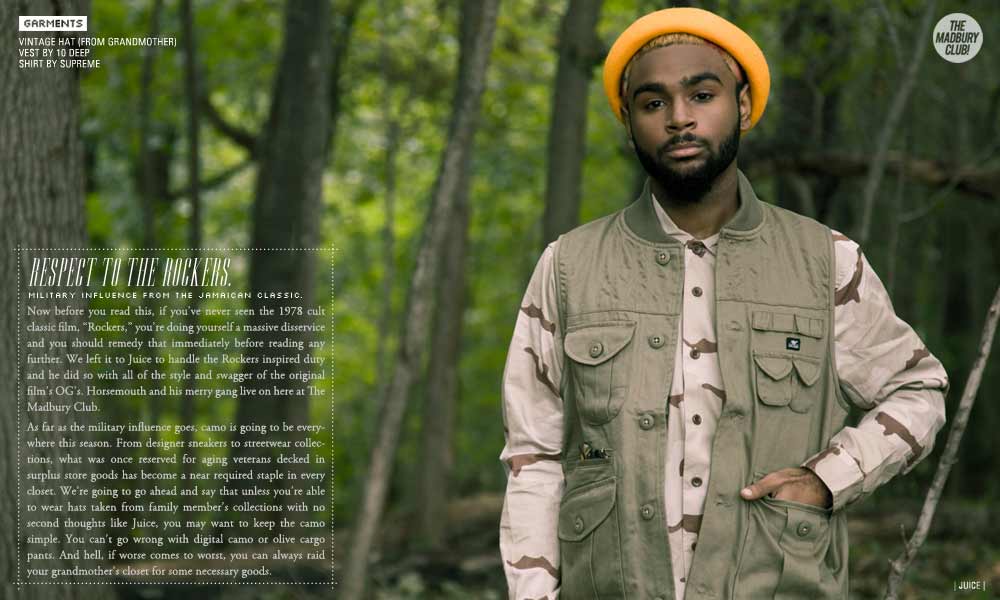 GARMENTS
VINTAGE HAT (FROM GRANDMOTHER)
VEST BY 10 DEEP
SHIRT BY SUPREME
THE
MADBURY
CLUB!
RESPECT TO THE ROCKERS.
MILITARY INFLUENCE FROM THE JAMAICAN CLASSIC.
Now before you read this, if you've never seen the 1978 cult
classic film, “Rockers,” you're doing yourself a massive disservice
and you should remedy that immediately before reading any
further. We left it to Juice to handle the Rockers inspired duty
and he did so with all of the style and swagger of the original
film's OG's. Horsemouth and his merry gang live on here at The
Madbury Club.
As far as the military influence goes, camo is going to be every-
where this season. From designer sneakers to streetwear collec-
tions, what was once reserved for aging veterans decked in
surplus store goods has become a near required staple in every
closet. We're going to go ahead and say that unless you're able
to wear hats taken from family member's collections with no
second thoughts like Juice, you may want to keep the camo
simple. You can't go wrong with digital camo or olive cargo
pants. And hell, if worse comes to worst, you can always raid
your grandmother's closet for some necessary goods.
| JUICE |